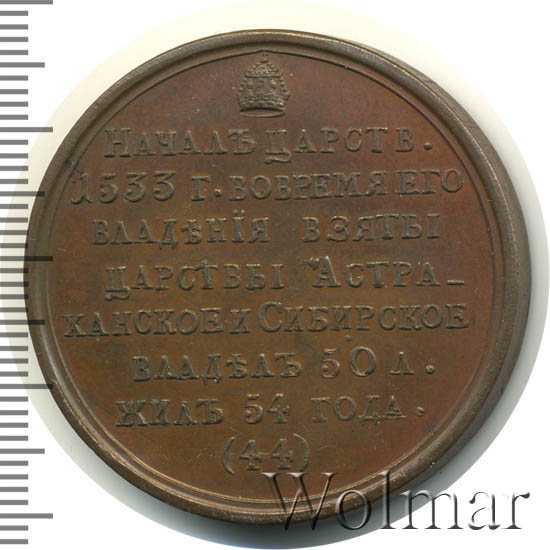 НАЧАЛЪ ЦАРСТВ.
1533 Г. ВОВРЕМЯ ЕГО
ВЛАДѢНІЯ ВЗЯТЫ
ЦАРСТВЫ АСТРА-
ХАНСКОЕ И СИБИРСКОЕ
ВЛАДѢЛЪ 50 Л.
ЖИЛЪ 54 ГОДА.
(44)
Wolmar